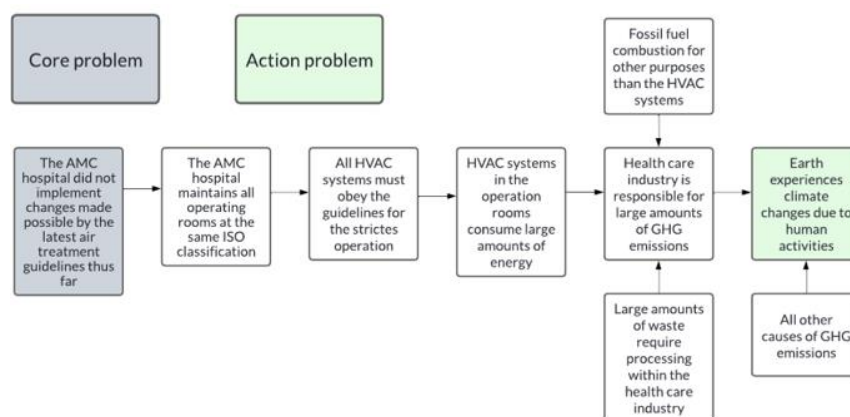 Core problem
Action problem
Fossil fuel
combustion for
other purposes
than the HVAC
systems
The AMC
hospital did not
implement
changes made
possible by the
latest air
treatment
guidelines thus
far
The AMC
hospital
maintains all
operating rooms
at the same ISO
classification
All HVAC
systems must
obey the
guidelines for
the strictes
operation
HVAC systems
in the
operation
rooms
consume large
amounts of
energy
Health care
industry is
responsible for
large amounts
of GHG
emissions
Earth
experiences
climate
changes due to
human
activities
Large amounts
of waste
require
processing
within the
health care
industry
All other
causes of GHG
emissions